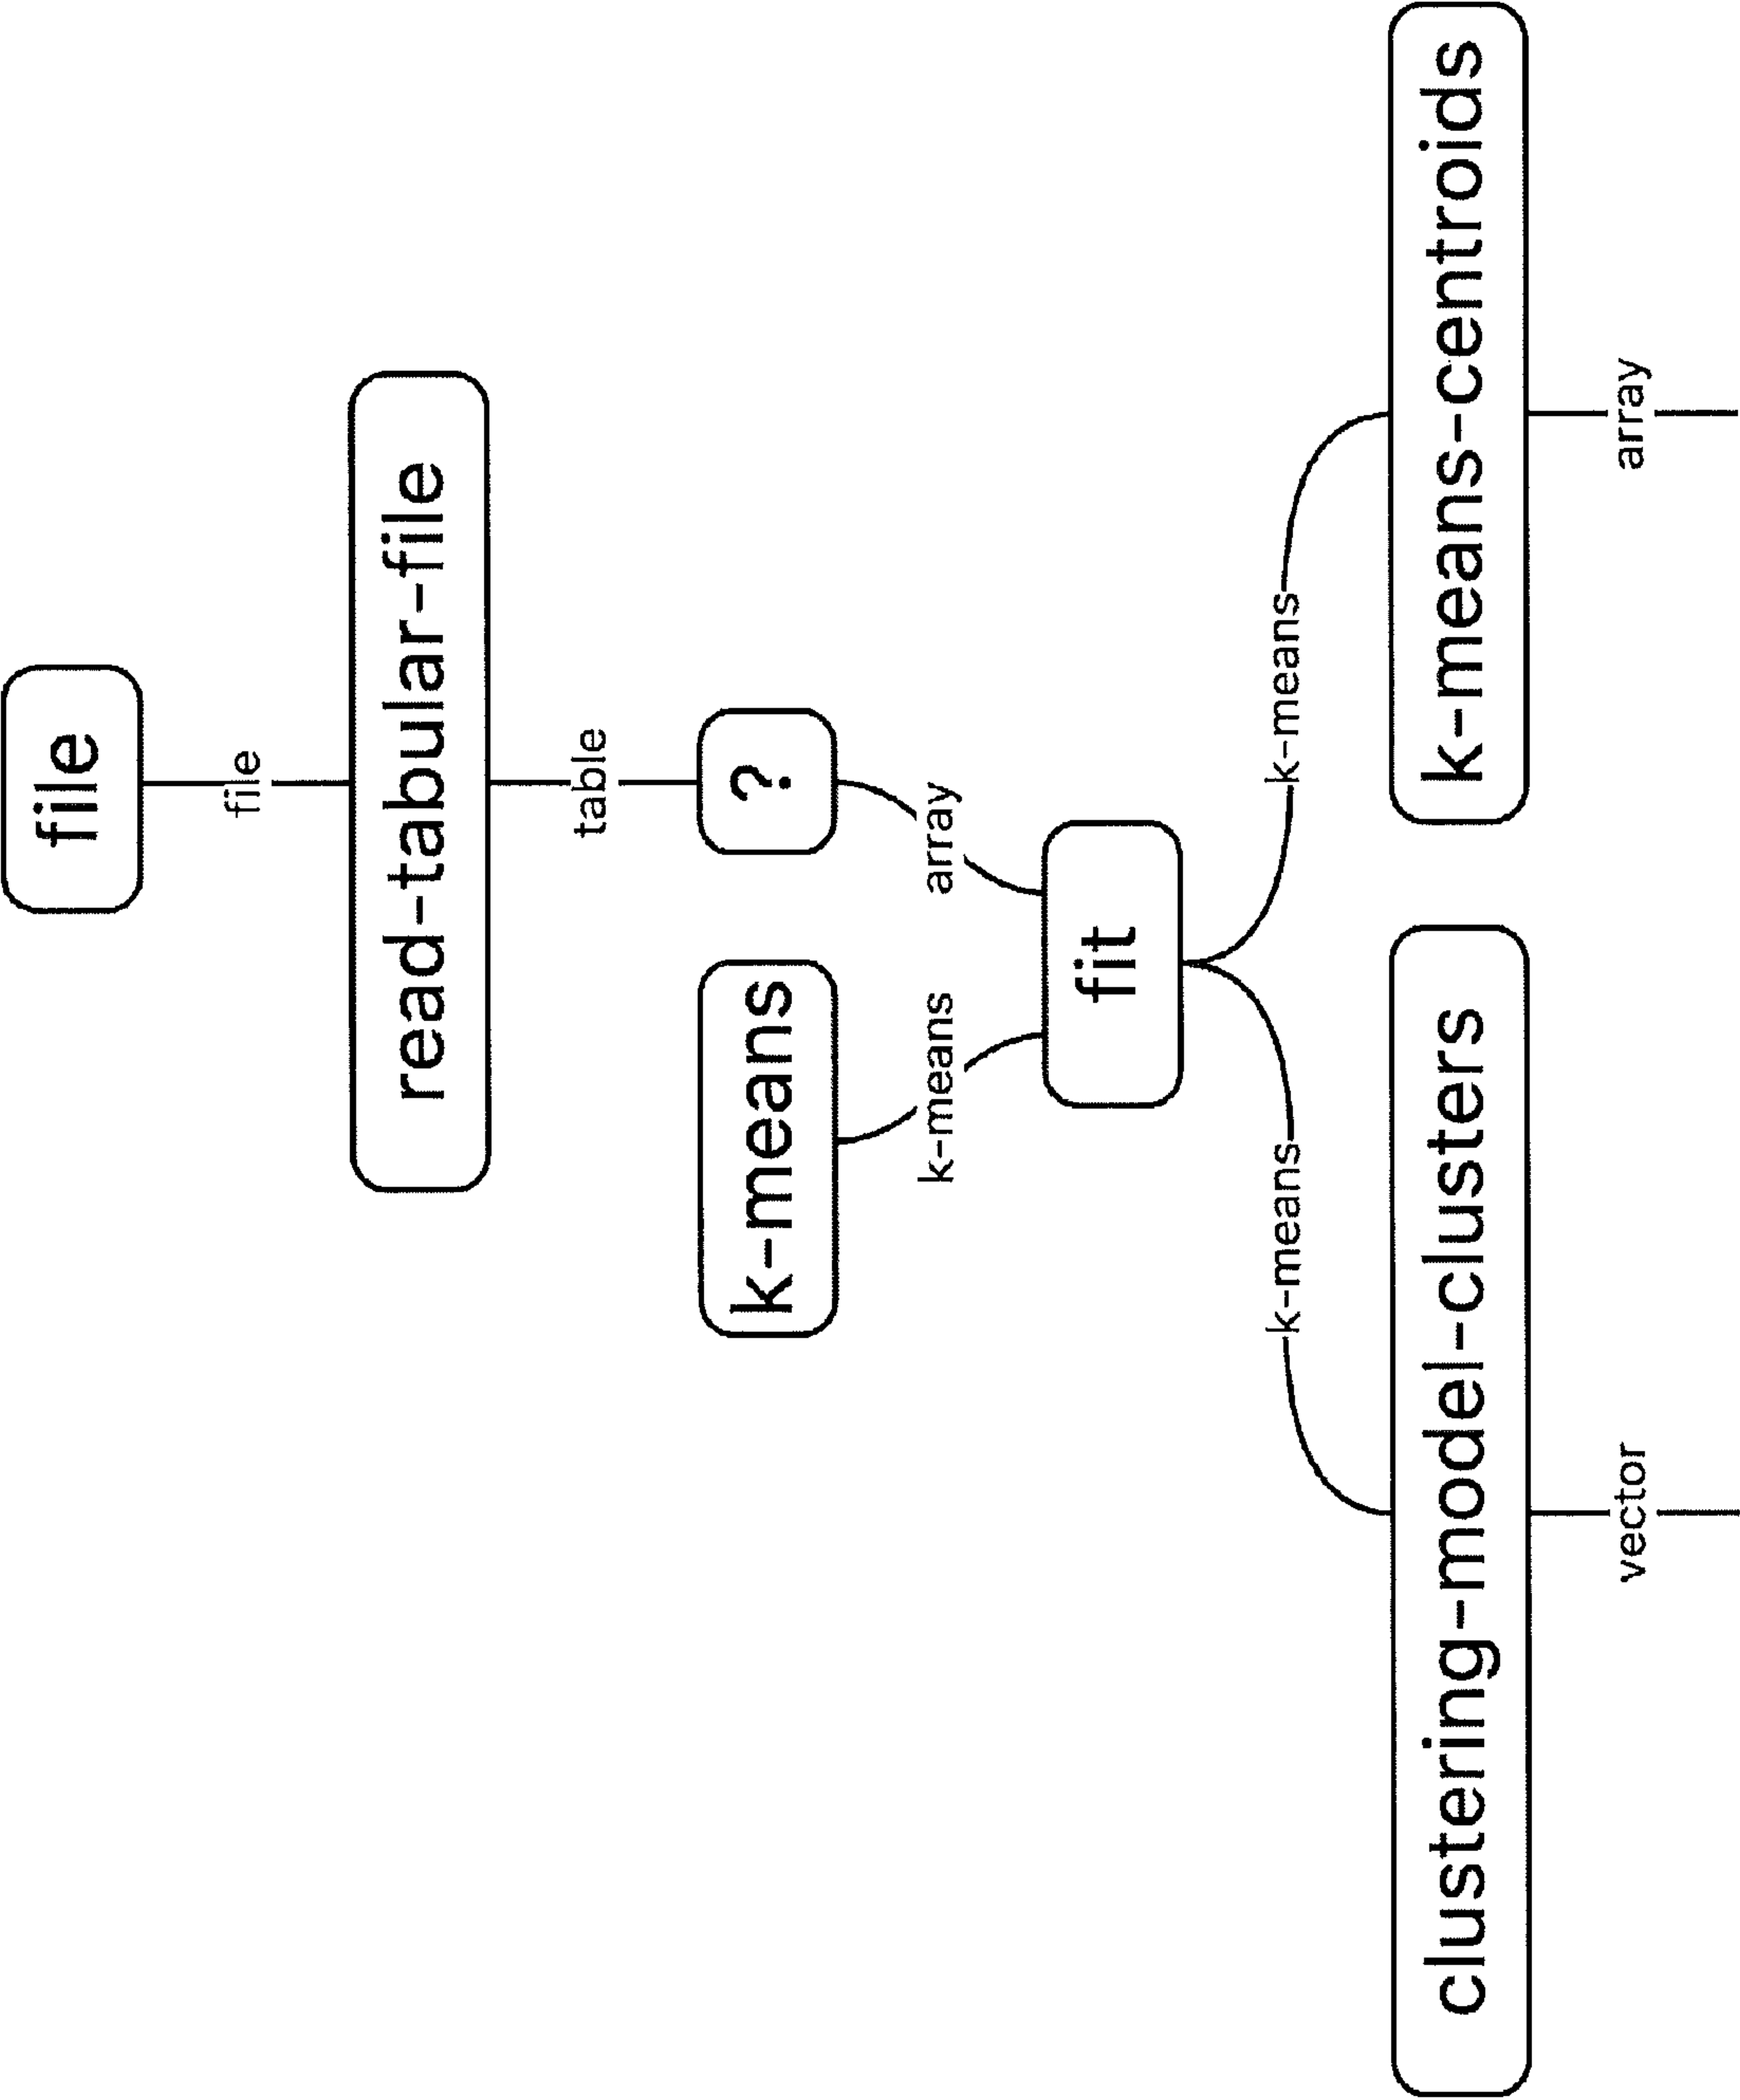 file
file
read-tabular-file
table
k-means
?
k-means
array
fit
k-means
k-means
clustering-model-clusters
k-means-centroids
vector
array